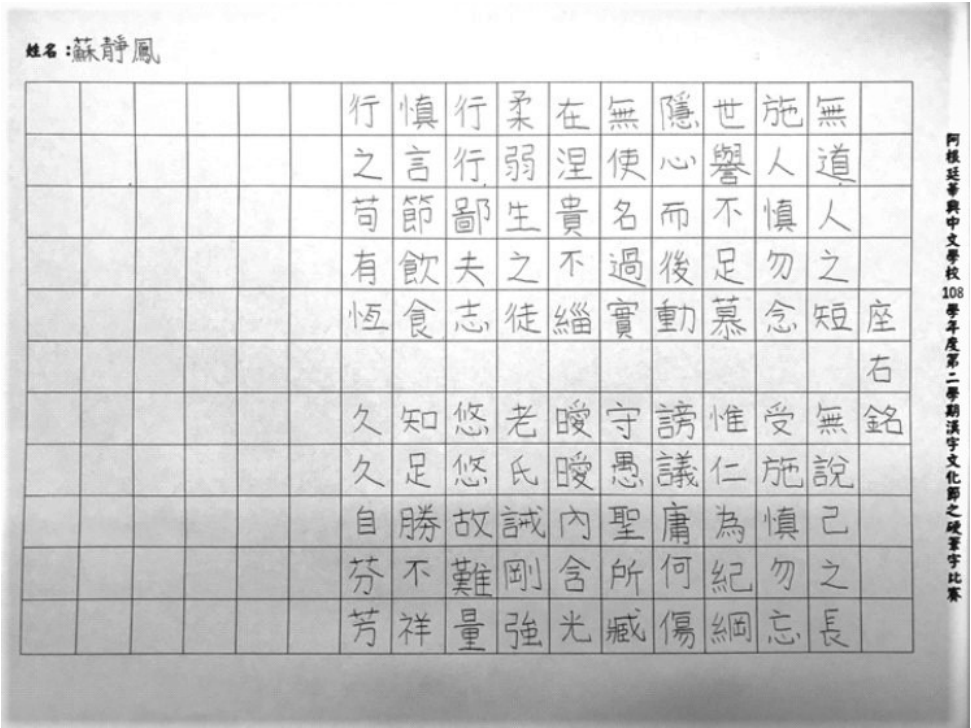 阿根廷華興中文學校108學年度第二學期漢字文化節之硬筆字比賽
姓名：蘇靜鳳
座右銘
無道人之短 無說己之長
施人慎勿念 受施慎勿忘
世譽不足慕 惟仁為紀綱
隱心而後動 謗議庸何傷
無使名過實 守愚聖所臧
在涅貴不緇 曖曖內含光
柔弱生之徒 老氏誡剛強
行行鄙夫志 悠悠故難量
慎言節飲食 知足勝不祥
行之苟有恆 久久自芬芳